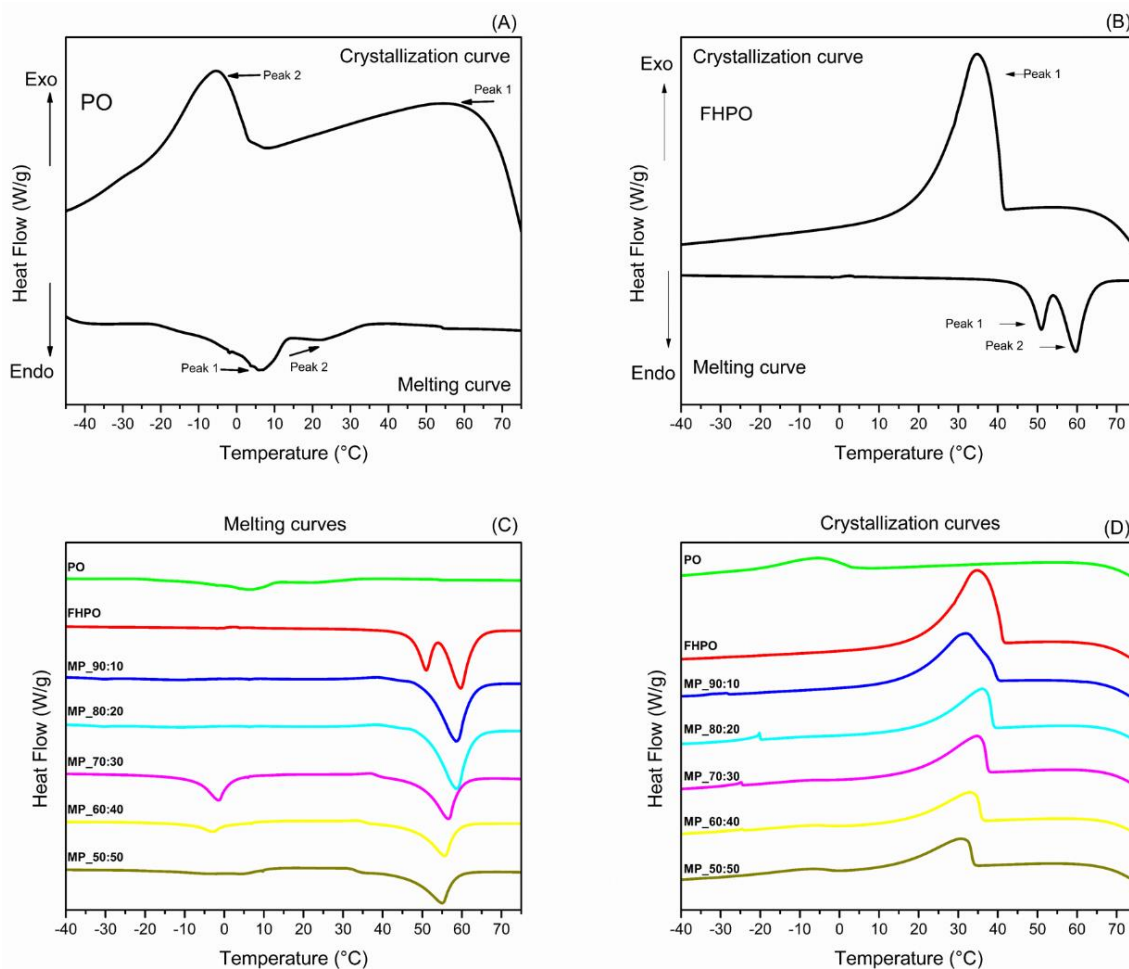 (A)
Crystallization curve
Exo
Peak 2
Peak 1
PO
Heat Flow (W/g)
Peak 1
Peak 2
Endo
Melting curve
-40 -30 -20 -10 0 10 20 30 40 50 60 70
Temperature (°C)
(B)
Crystallization curve
Exo
Peak 1
FHPO
Heat Flow (W/g)
Peak 1
Peak 2
Endo
Melting curve
-40 -30 -20 -10 0 10 20 30 40 50 60 70
Temperature (°C)
Melting curves
(C)
PO
FHPO
MP_90:10
MP_80:20
MP_70:30
MP_60:40
MP_50:50
Heat Flow (W/g)
-40 -30 -20 -10 0 10 20 30 40 50 60 70
Temperature (°C)
Crystallization curves
(D)
PO
FHPO
MP_90:10
MP_80:20
MP_70:30
MP_60:40
MP_50:50
Heat Flow (W/g)
-40 -30 -20 -10 0 10 20 30 40 50 60 70
Temperature (°C)